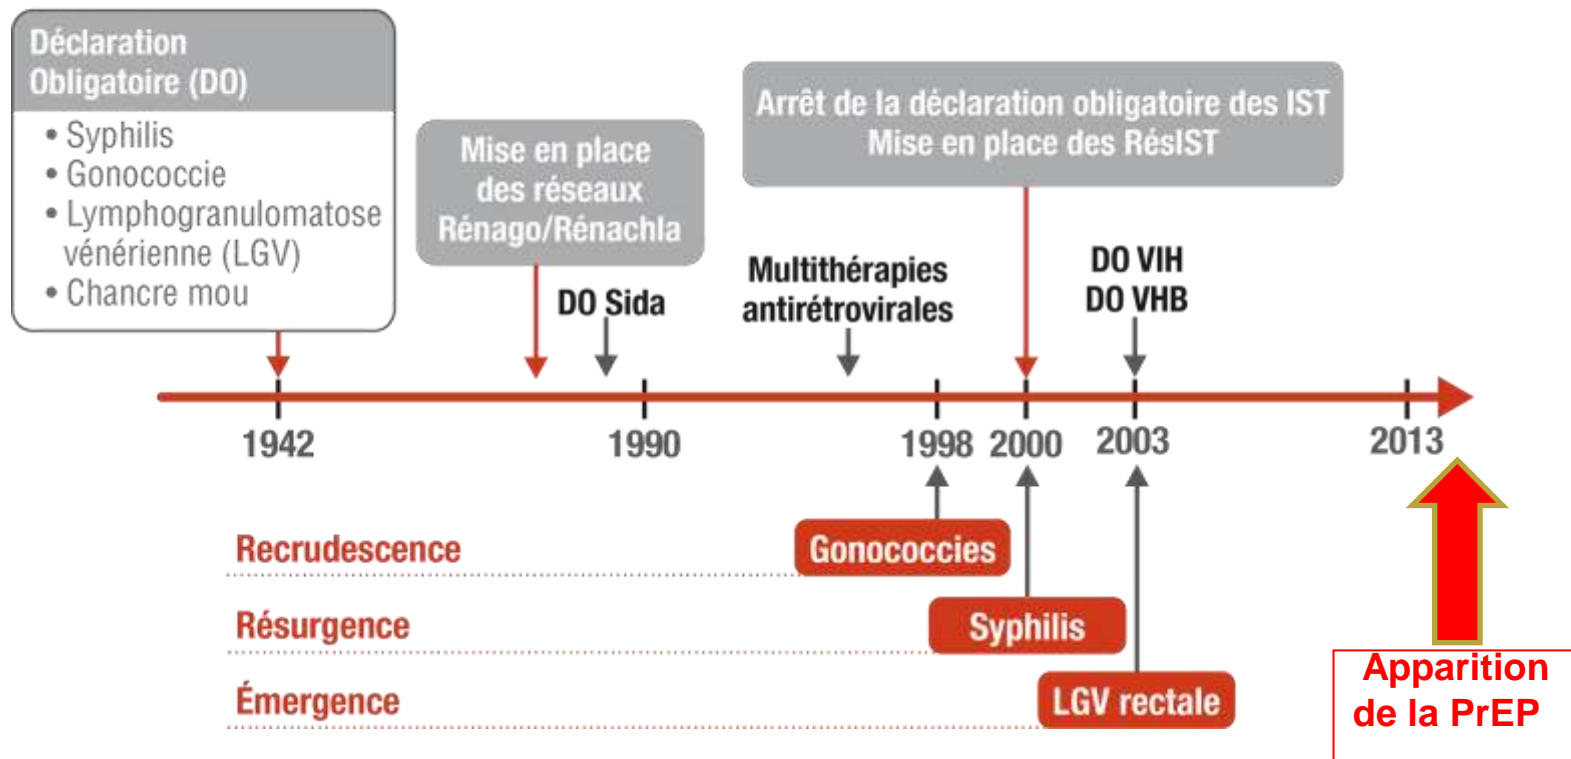 Déclaration
Obligatoire (DO)
• Syphilis
• Gonococcie
• Lymphogranulomatose
vénérienne (LGV)
• Chancre mou
Mise en place
des réseaux
Rénago/Rénachla
DO Sida
Multithérapies
antirétrovirales
Arrêt de la déclaration obligatoire des IST
Mise en place des RésIST
DO VIH
DO VHB
1942
1990
1998
2000
2003
2013
Recrudescence
Gonococcies
Résurgence
Syphilis
Émergence
LGV rectale
Apparition
de la PrEP